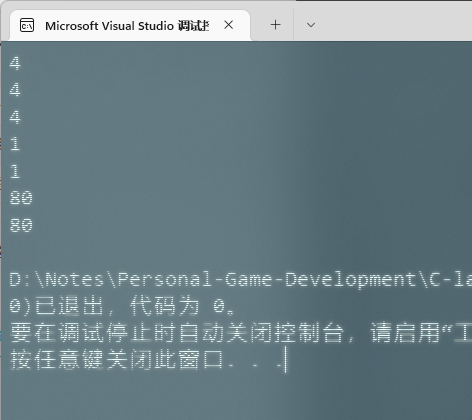 Microsoft Visual Studio 调试
4
4
4
1
1
80
80
D:\Notes\Personal-Game-Development\C-la
0)已退出，代码为 0。
要在调试停止时自动关闭控制台，请启用“工
按任意键关闭此窗口. . .